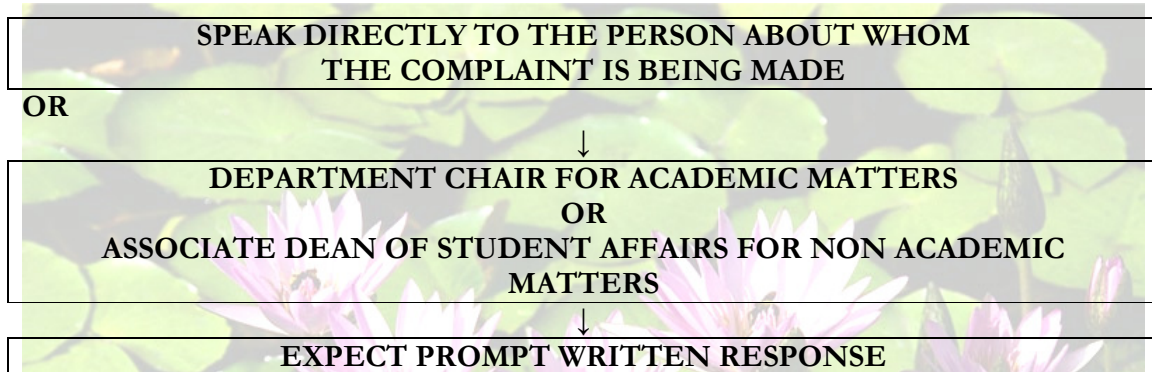 SPEAK DIRECTLY TO THE PERSON ABOUT WHOM
THE COMPLAINT IS BEING MADE
OR
↓
DEPARTMENT CHAIR FOR ACADEMIC MATTERS
OR
ASSOCIATE DEAN OF STUDENT AFFAIRS FOR NON ACADEMIC
MATTERS
↓
EXPECT PROMPT WRITTEN RESPONSE